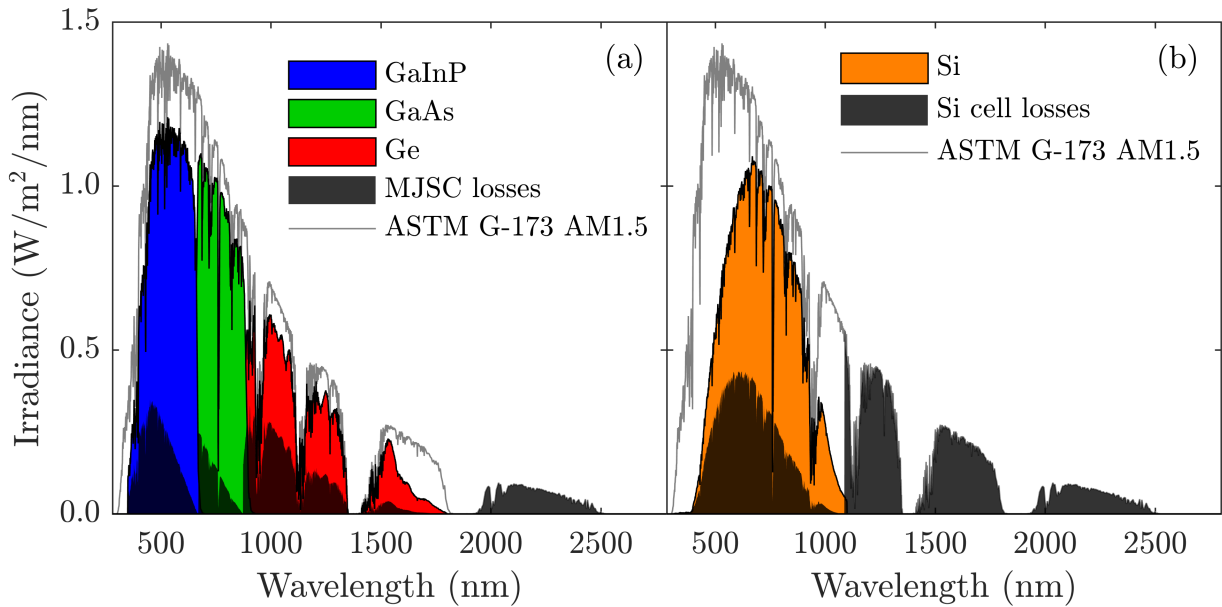 1.5
1.0
0.5
0.0
Irradiance (W/m²/nm)
(a)
GaInP
GaAs
Ge
MJSC losses
ASTM G-173 AM1.5
500 1000 1500 2000 2500
Wavelength (nm)
(b)
Si
Si cell losses
ASTM G-173 AM1.5
500 1000 1500 2000 2500
Wavelength (nm)